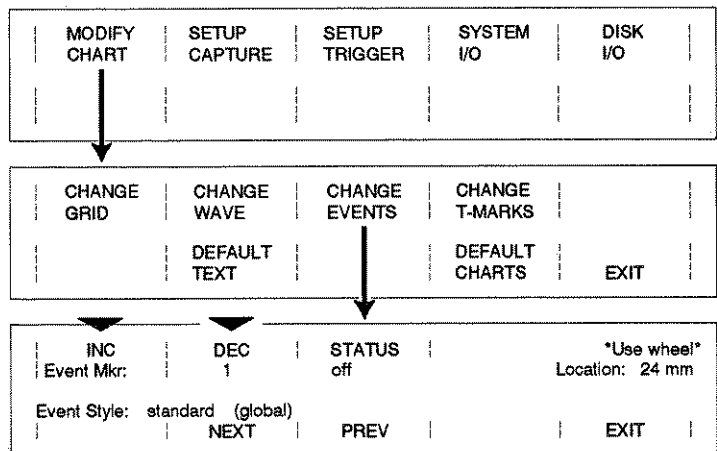 MODIFY SETUP SETUP SYSTEM DISK
CHART CAPTURE TRIGGER I/O I/O
CHANGE CHANGE CHANGE CHANGE
GRID WAVE EVENTS T-MARKS
DEFAULT DEFAULT
TEXT CHARTS EXIT
INC DEC STATUS *Use wheel*
Event Mkr: 1 off Location: 24 mm
Event Style: standard (global)
NEXT PREV EXIT